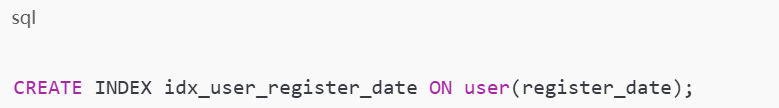 sql
CREATE INDEX idx_user_register_date ON user(register_date);